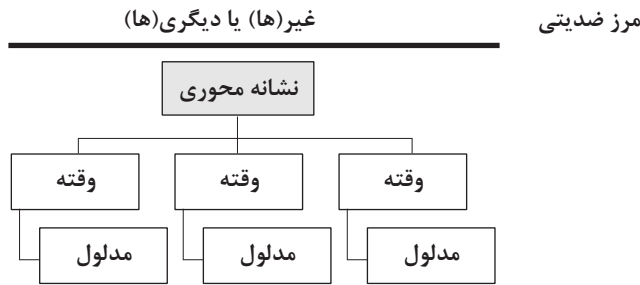 مرز ضدیتی غیر(ها) یا دیگری(ها)
نشانه محوری
وقته وقته وقته
مدلول مدلول مدلول